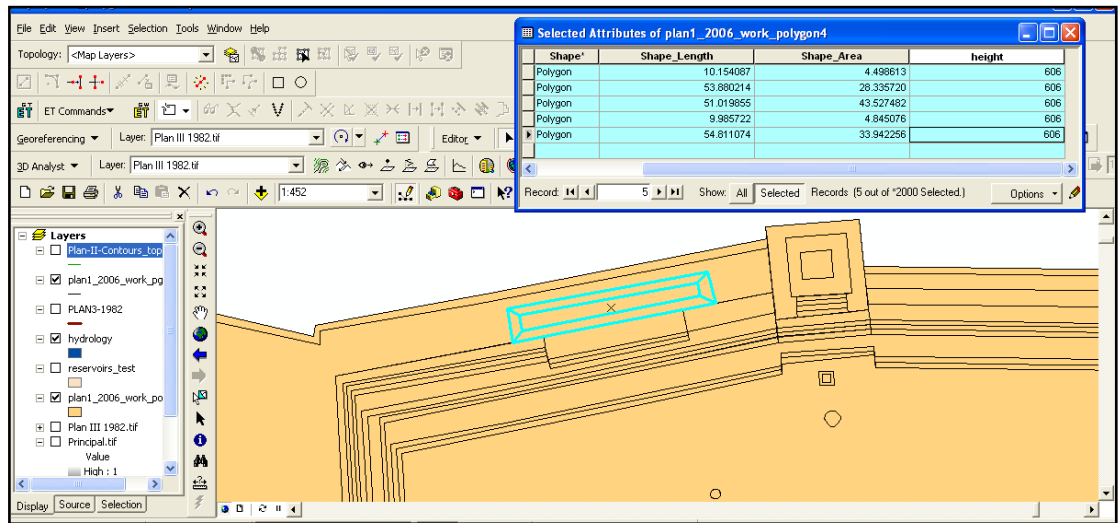 File Edit View Insert Selection Tools Window Help
Topology: <Map Layers>
ET Commands
Georeferencing Layer: Plan III 1982.tif Editor
3D Analyst Layer: Plan III 1982.tif
1:452
Selected Attributes of plan1_2006_work_polygon4
Shape* Shape_Length Shape_Area height
Polygon 10.154087 4.498613 606
Polygon 53.880214 28.335720 606
Polygon 51.019855 43.527482 606
Polygon 9.985722 4.845076 606
Polygon 54.811074 33.942256 606
Record: 5 Show: All Selected Records (5 out of *2000 Selected.) Options
Layers
Plan-II-Contours_top
plan1_2006_work_pg
PLAN3-1982
hydrology
reservoirs_test
plan1_2006_work_po
Plan III 1982.tif
Principal.tif
Value
High : 1
Display Source Selection